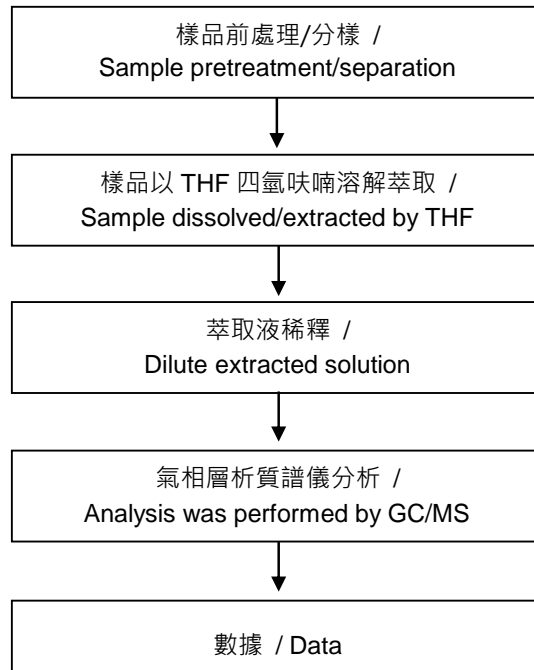 樣品前處理/分樣 /
Sample pretreatment/separation
樣品以 THF 四氫呋喃溶解萃取 /
Sample dissolved/extracted by THF
萃取液稀釋 /
Dilute extracted solution
氣相層析質譜儀分析 /
Analysis was performed by GC/MS
數據 / Data